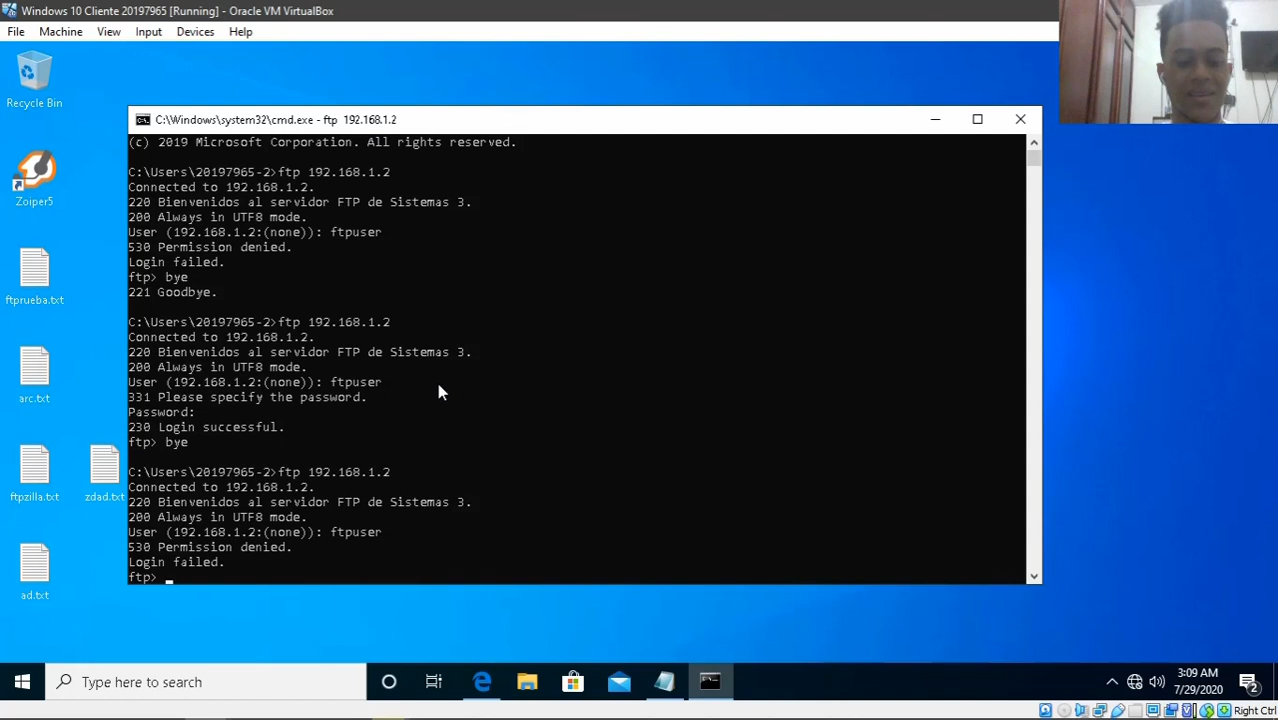 Windows 10 Cliente 20197965 [Running] - Oracle VM VirtualBox
File Machine View Input Devices Help
Recycle Bin
Zoiper5
ftprueba.txt
arc.txt
ftpzilla.txt
zdad.txt
ad.txt
C:\Windows\system32\cmd.exe - ftp 192.168.1.2
(c) 2019 Microsoft Corporation. All rights reserved.
C:\Users\20197965-2>ftp 192.168.1.2
Connected to 192.168.1.2.
220 Bienvenidos al servidor FTP de Sistemas 3.
200 Always in UTF8 mode.
User (192.168.1.2:(none)): ftpuser
530 Permission denied.
Login failed.
ftp> bye
221 Goodbye.
C:\Users\20197965-2>ftp 192.168.1.2
Connected to 192.168.1.2.
220 Bienvenidos al servidor FTP de Sistemas 3.
200 Always in UTF8 mode.
User (192.168.1.2:(none)): ftpuser
331 Please specify the password.
Password:
230 Login successful.
ftp> bye
C:\Users\20197965-2>ftp 192.168.1.2
Connected to 192.168.1.2.
220 Bienvenidos al servidor FTP de Sistemas 3.
200 Always in UTF8 mode.
User (192.168.1.2:(none)): ftpuser
530 Permission denied.
Login failed.
ftp>
Type here to search
3:09 AM
7/29/2020
2
Right Ctrl